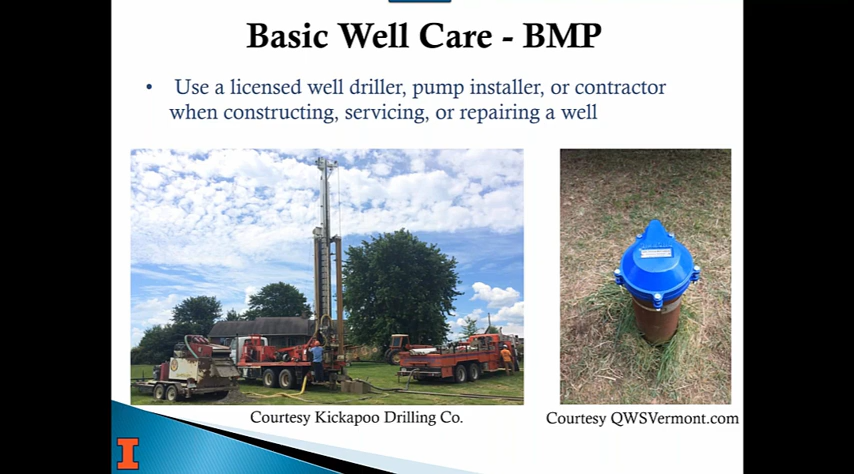 Basic Well Care - BMP
• Use a licensed well driller, pump installer, or contractor
when constructing, servicing, or repairing a well
Courtesy Kickapoo Drilling Co.
Courtesy QWSVermont.com
I